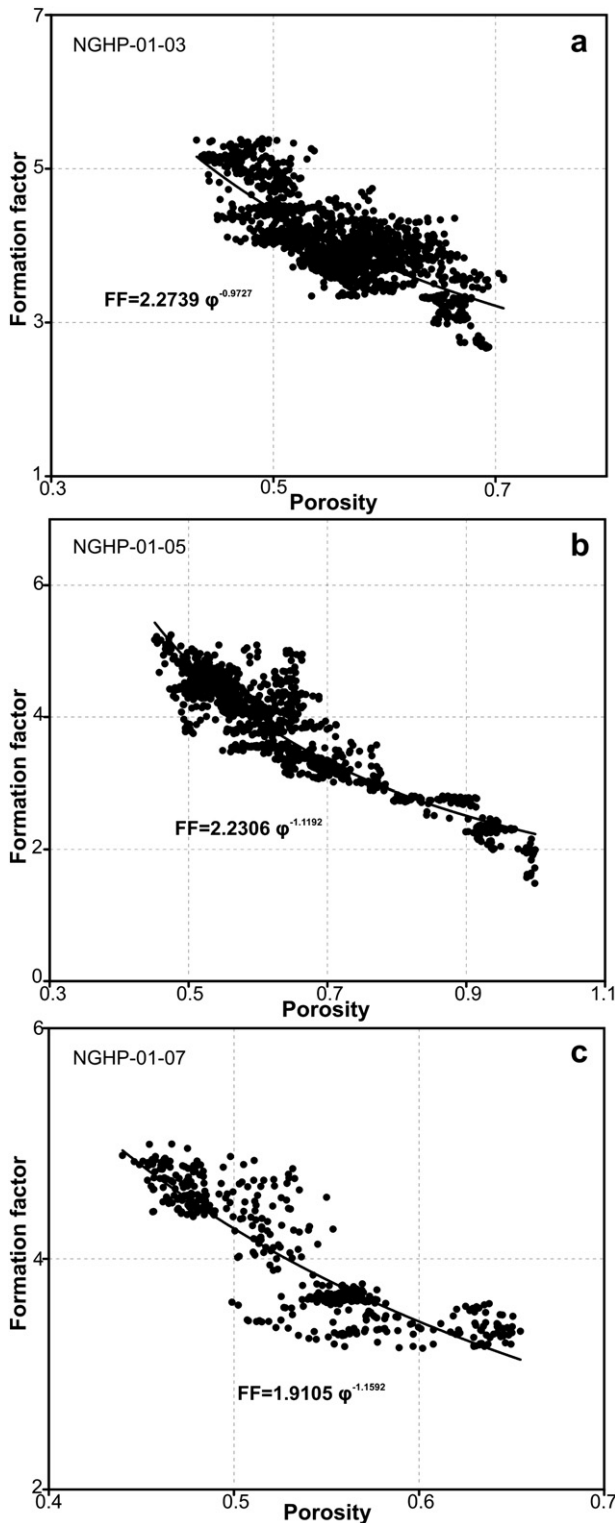 7
NGHP-01-03
a
5
Formation factor
3
FF=2.2739 φ-0.9727
1
0.3
0.5
0.7
Porosity
NGHP-01-05
b
6
4
Formation factor
2
FF=2.2306 φ-1.1192
0
0.3
0.5
0.7
0.9
1.1
Porosity
6
NGHP-01-07
c
4
Formation factor
FF=1.9105 φ-1.1592
2
0.4
0.5
0.6
0.7
Porosity